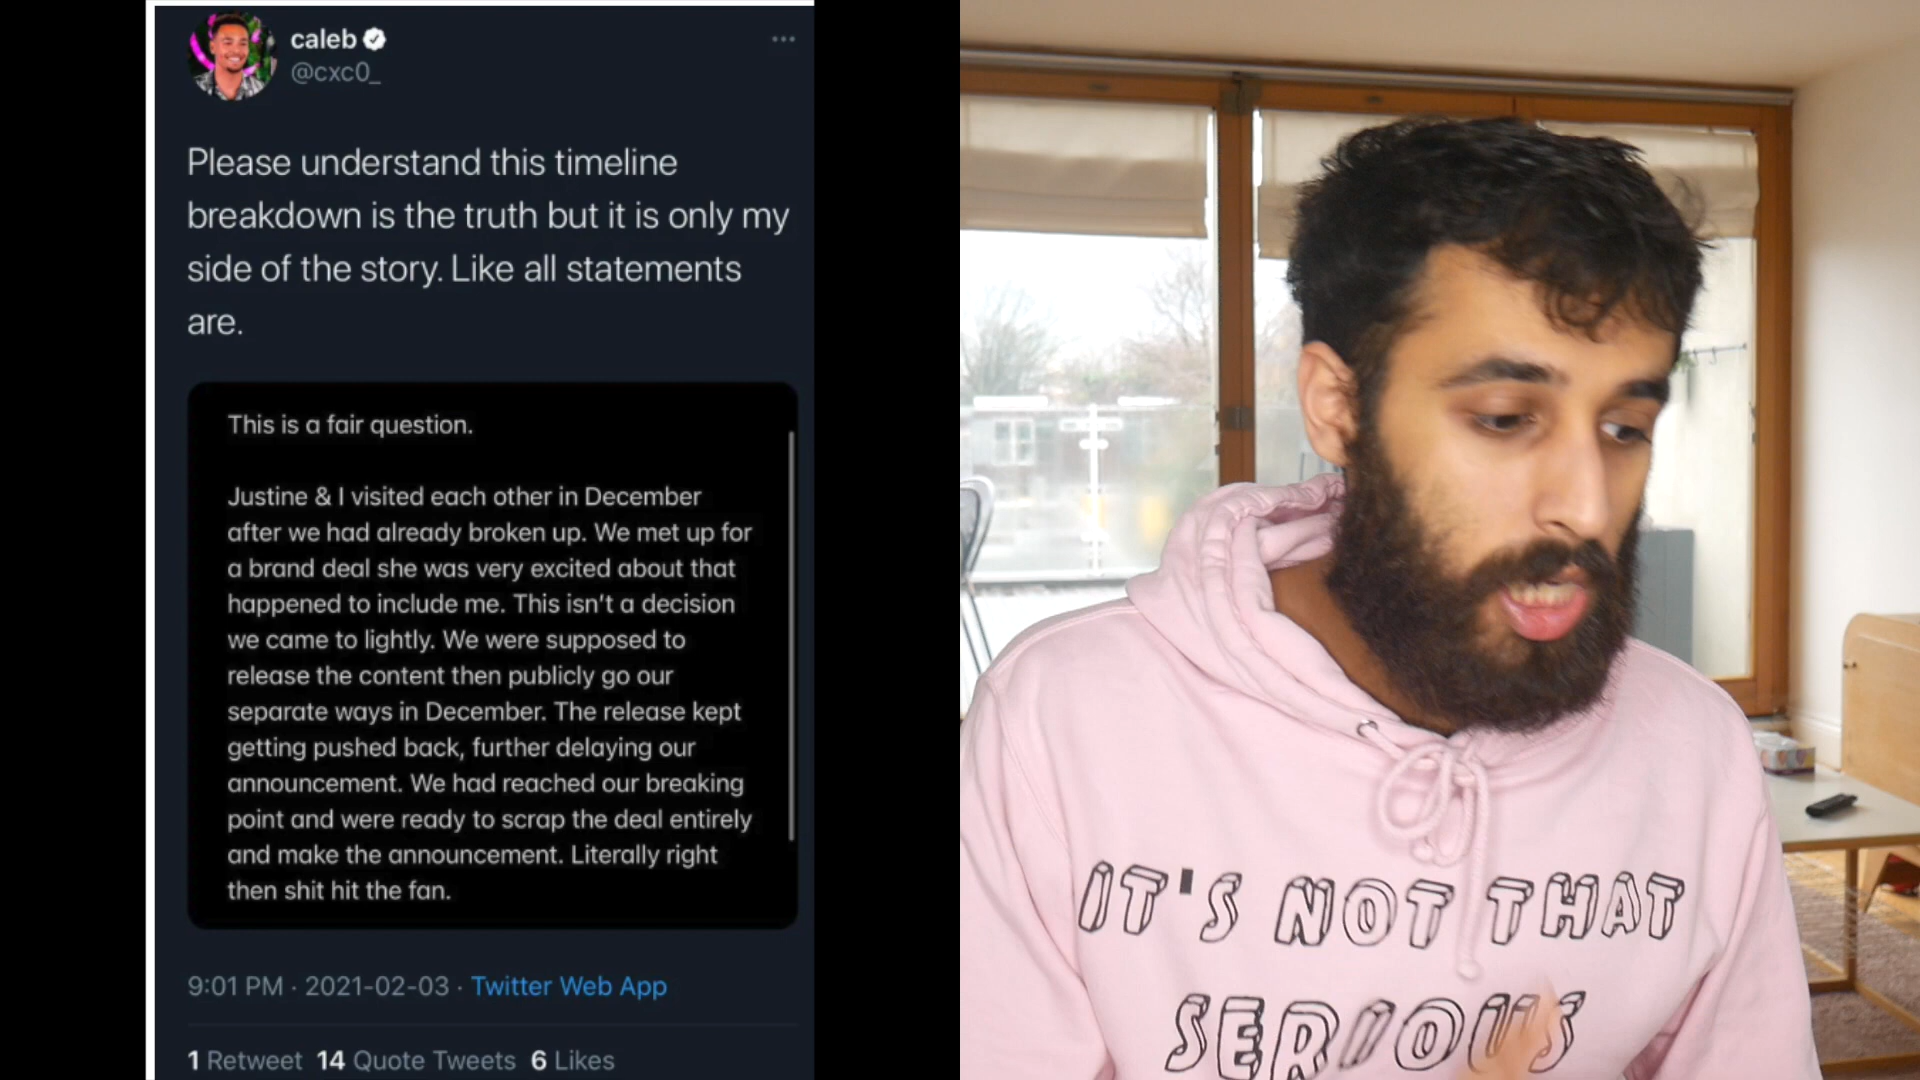 caleb
@cxc0_
Please understand this timeline
breakdown is the truth but it is only my
side of the story. Like all statements
are.
This is a fair question.
Justine & I visited each other in December
after we had already broken up. We met up for
a brand deal she was very excited about that
happened to include me. This isn't a decision
we came to lightly. We were supposed to
release the content then publicly go our
separate ways in December. The release kept
getting pushed back, further delaying our
announcement. We had reached our breaking
point and were ready to scrap the deal entirely
and make the announcement. Literally right
then shit hit the fan.
9:01 PM · 2021-02-03 · Twitter Web App
1 Retweet 14 Quote Tweets 6 Likes
IT'S NOT THAT
SERIOUS